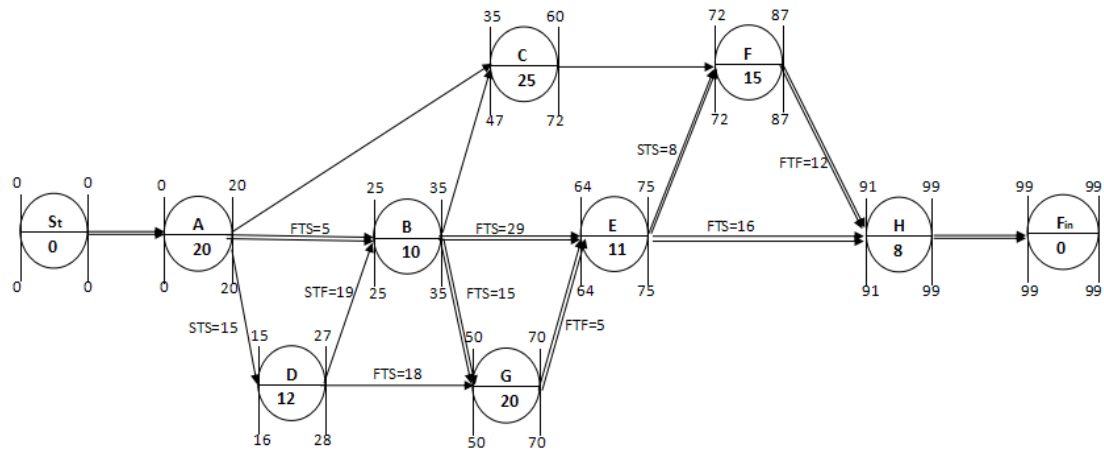 35 60
C
25
47 72
72 87
F
15
72 87
STS=8
FTF=12
0 0
St
0
0 0
0 20
A
20
0 20
FTS=5
25 35
B
10
25 35
FTS=29
64 75
E
11
64 75
FTS=16
91 99
H
8
91 99
99 99
Fin
0
99 99
STS=15
STF=19
FTS=15
FTF=5
15 27
D
12
16 28
FTS=18
50 70
G
20
50 70